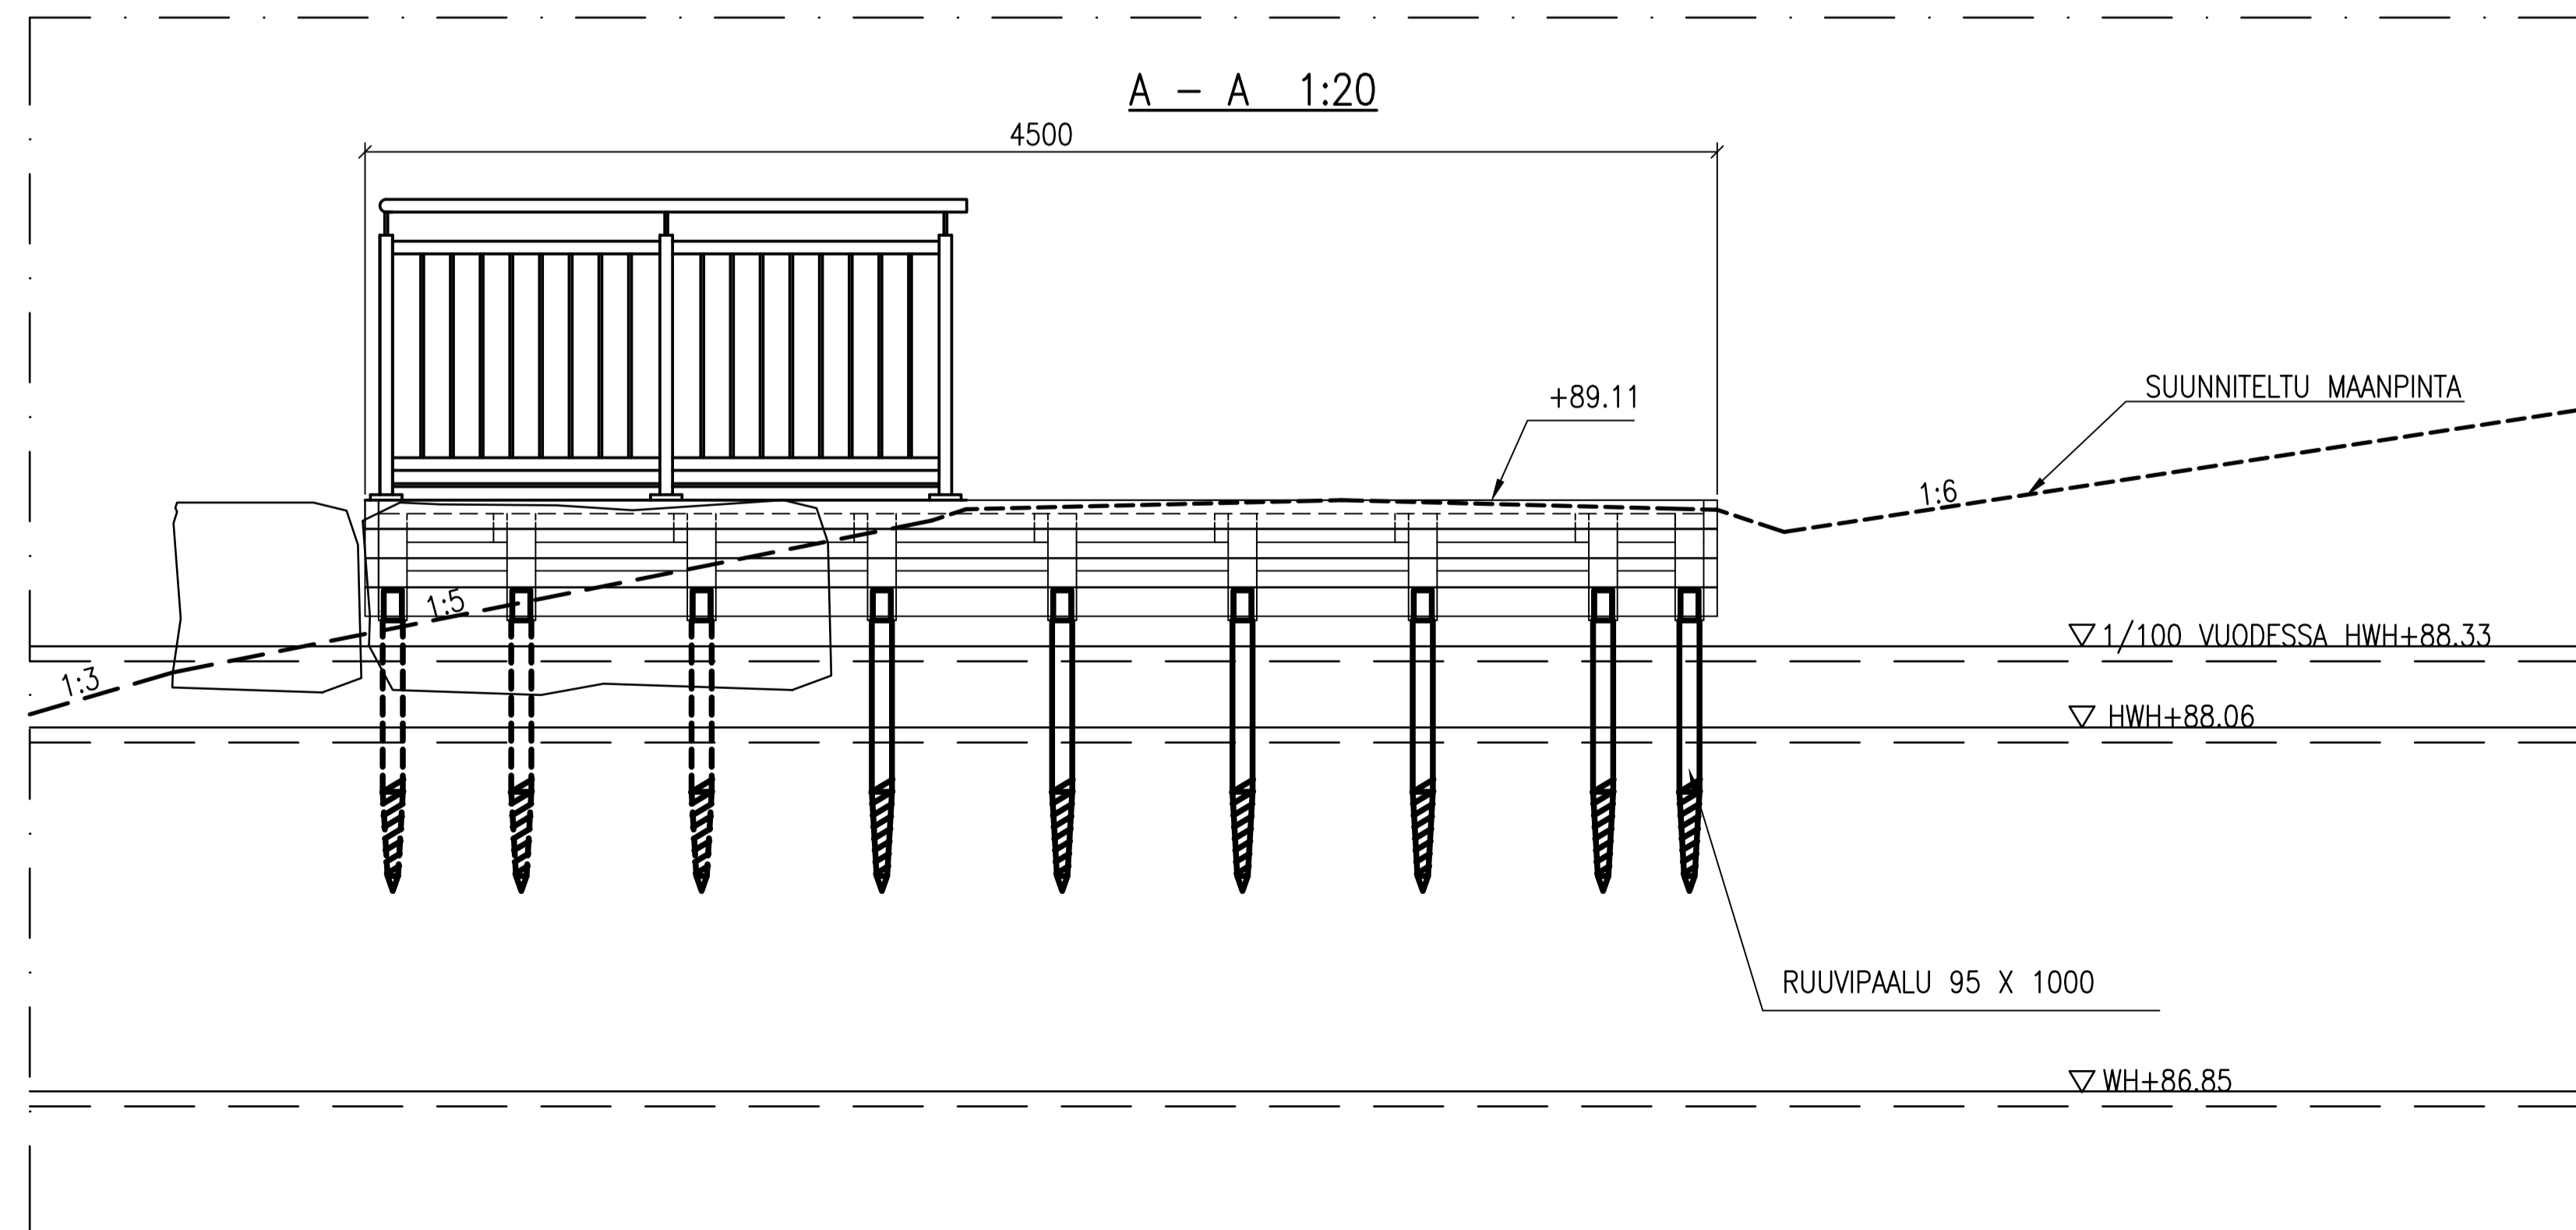 A – A 1:20
4500
+89.11
SUUNNITELTU MAANPINTA
1:6
1:5
1:3
1/100 VUODESSA HWH+88.33
HWH+88.06
RUUVIPAALU 95 X 1000
WH+86.85